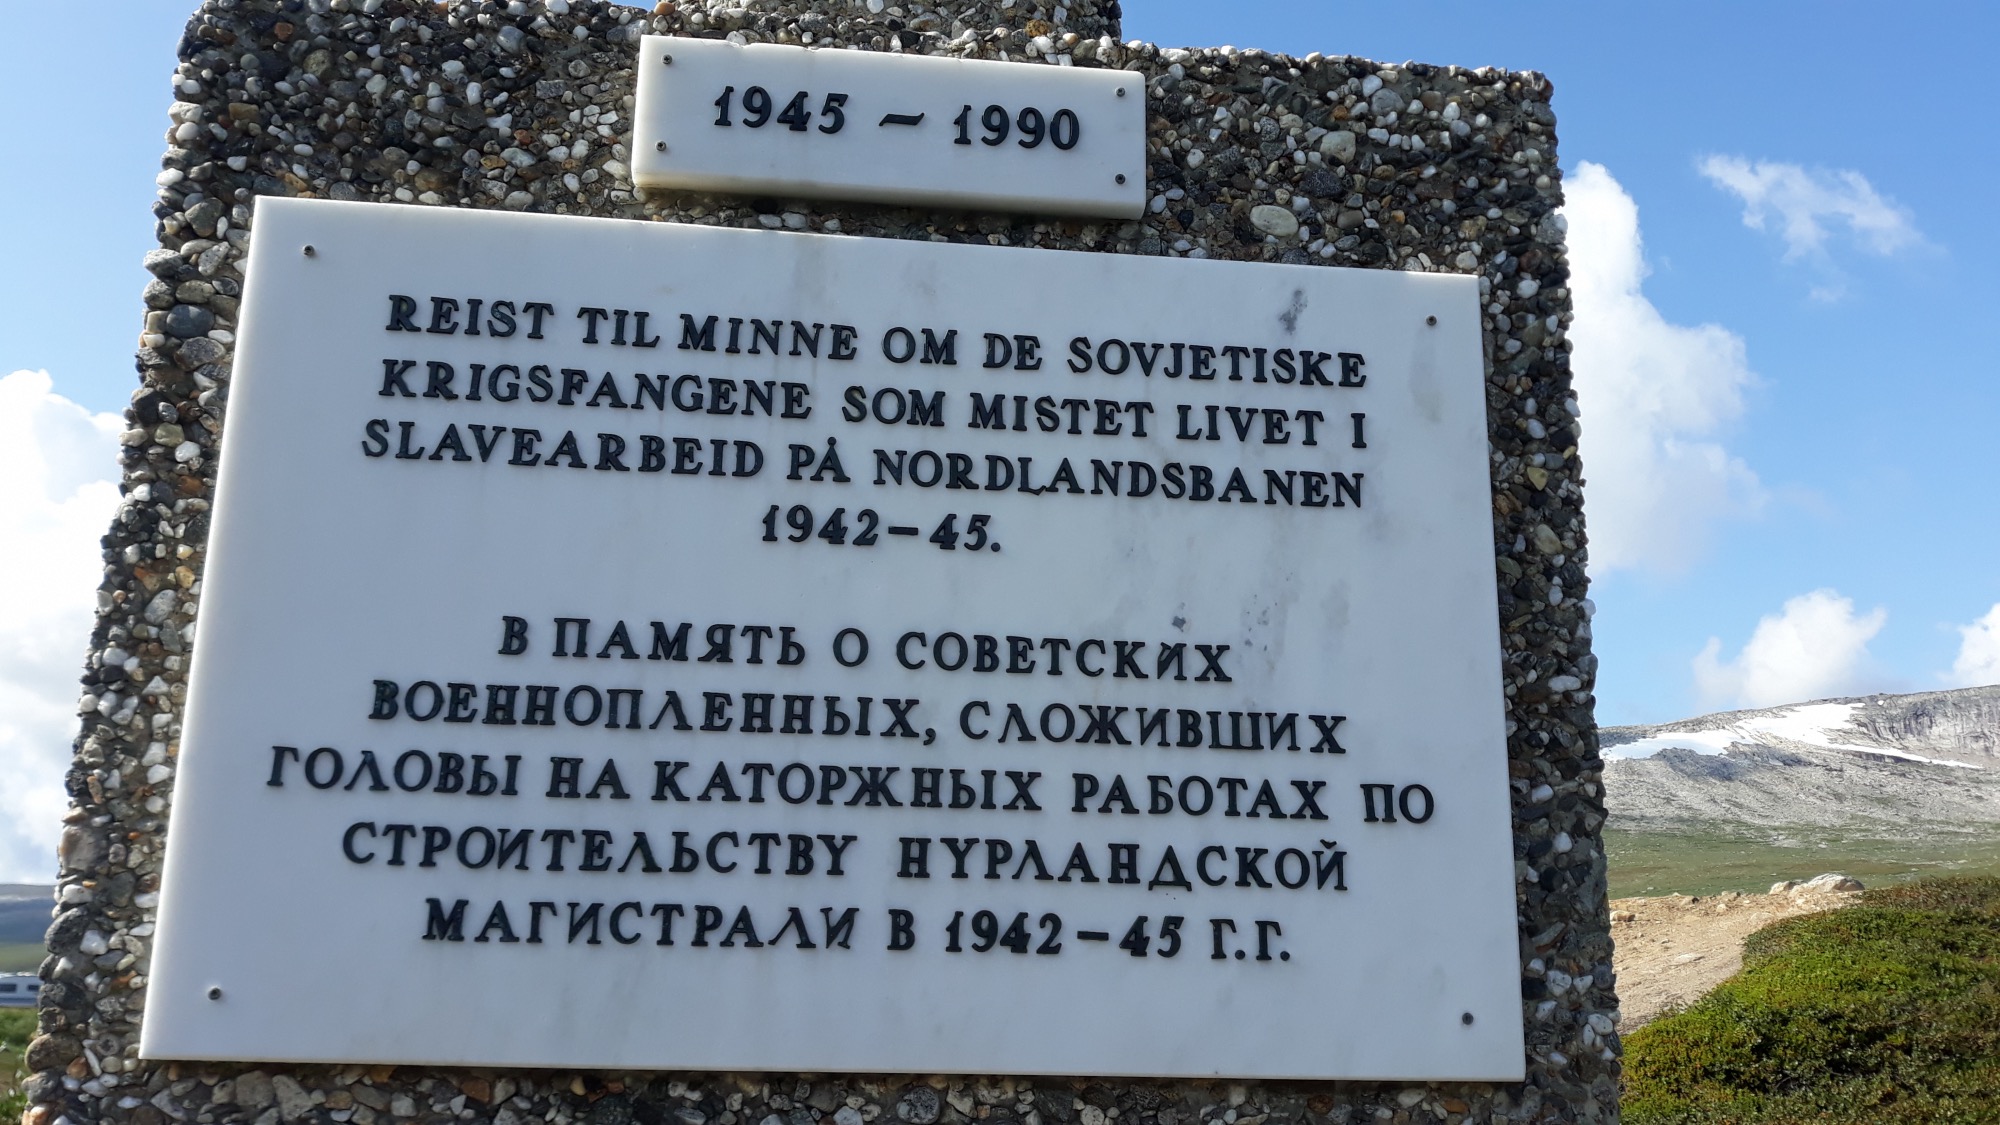 1945 – 1990
REIST TIL MINNE OM DE SOVJETISKE
KRIGSFANGENE SOM MISTET LIVET I
SLAVEARBEID PÅ NORDLANDSBANEN
1942–45.
В ПАМЯТЬ О СОВЕТСКИХ
ВОЕННОПЛЕННЫХ, СЛОЖИВШИХ
ГОЛОВЫ НА КАТОРЖНЫХ РАБОТАХ ПО
СТРОИТЕЛЬСТВУ НУРЛАНДСКОЙ
МАГИСТРАЛИ В 1942–45 Г.Г.